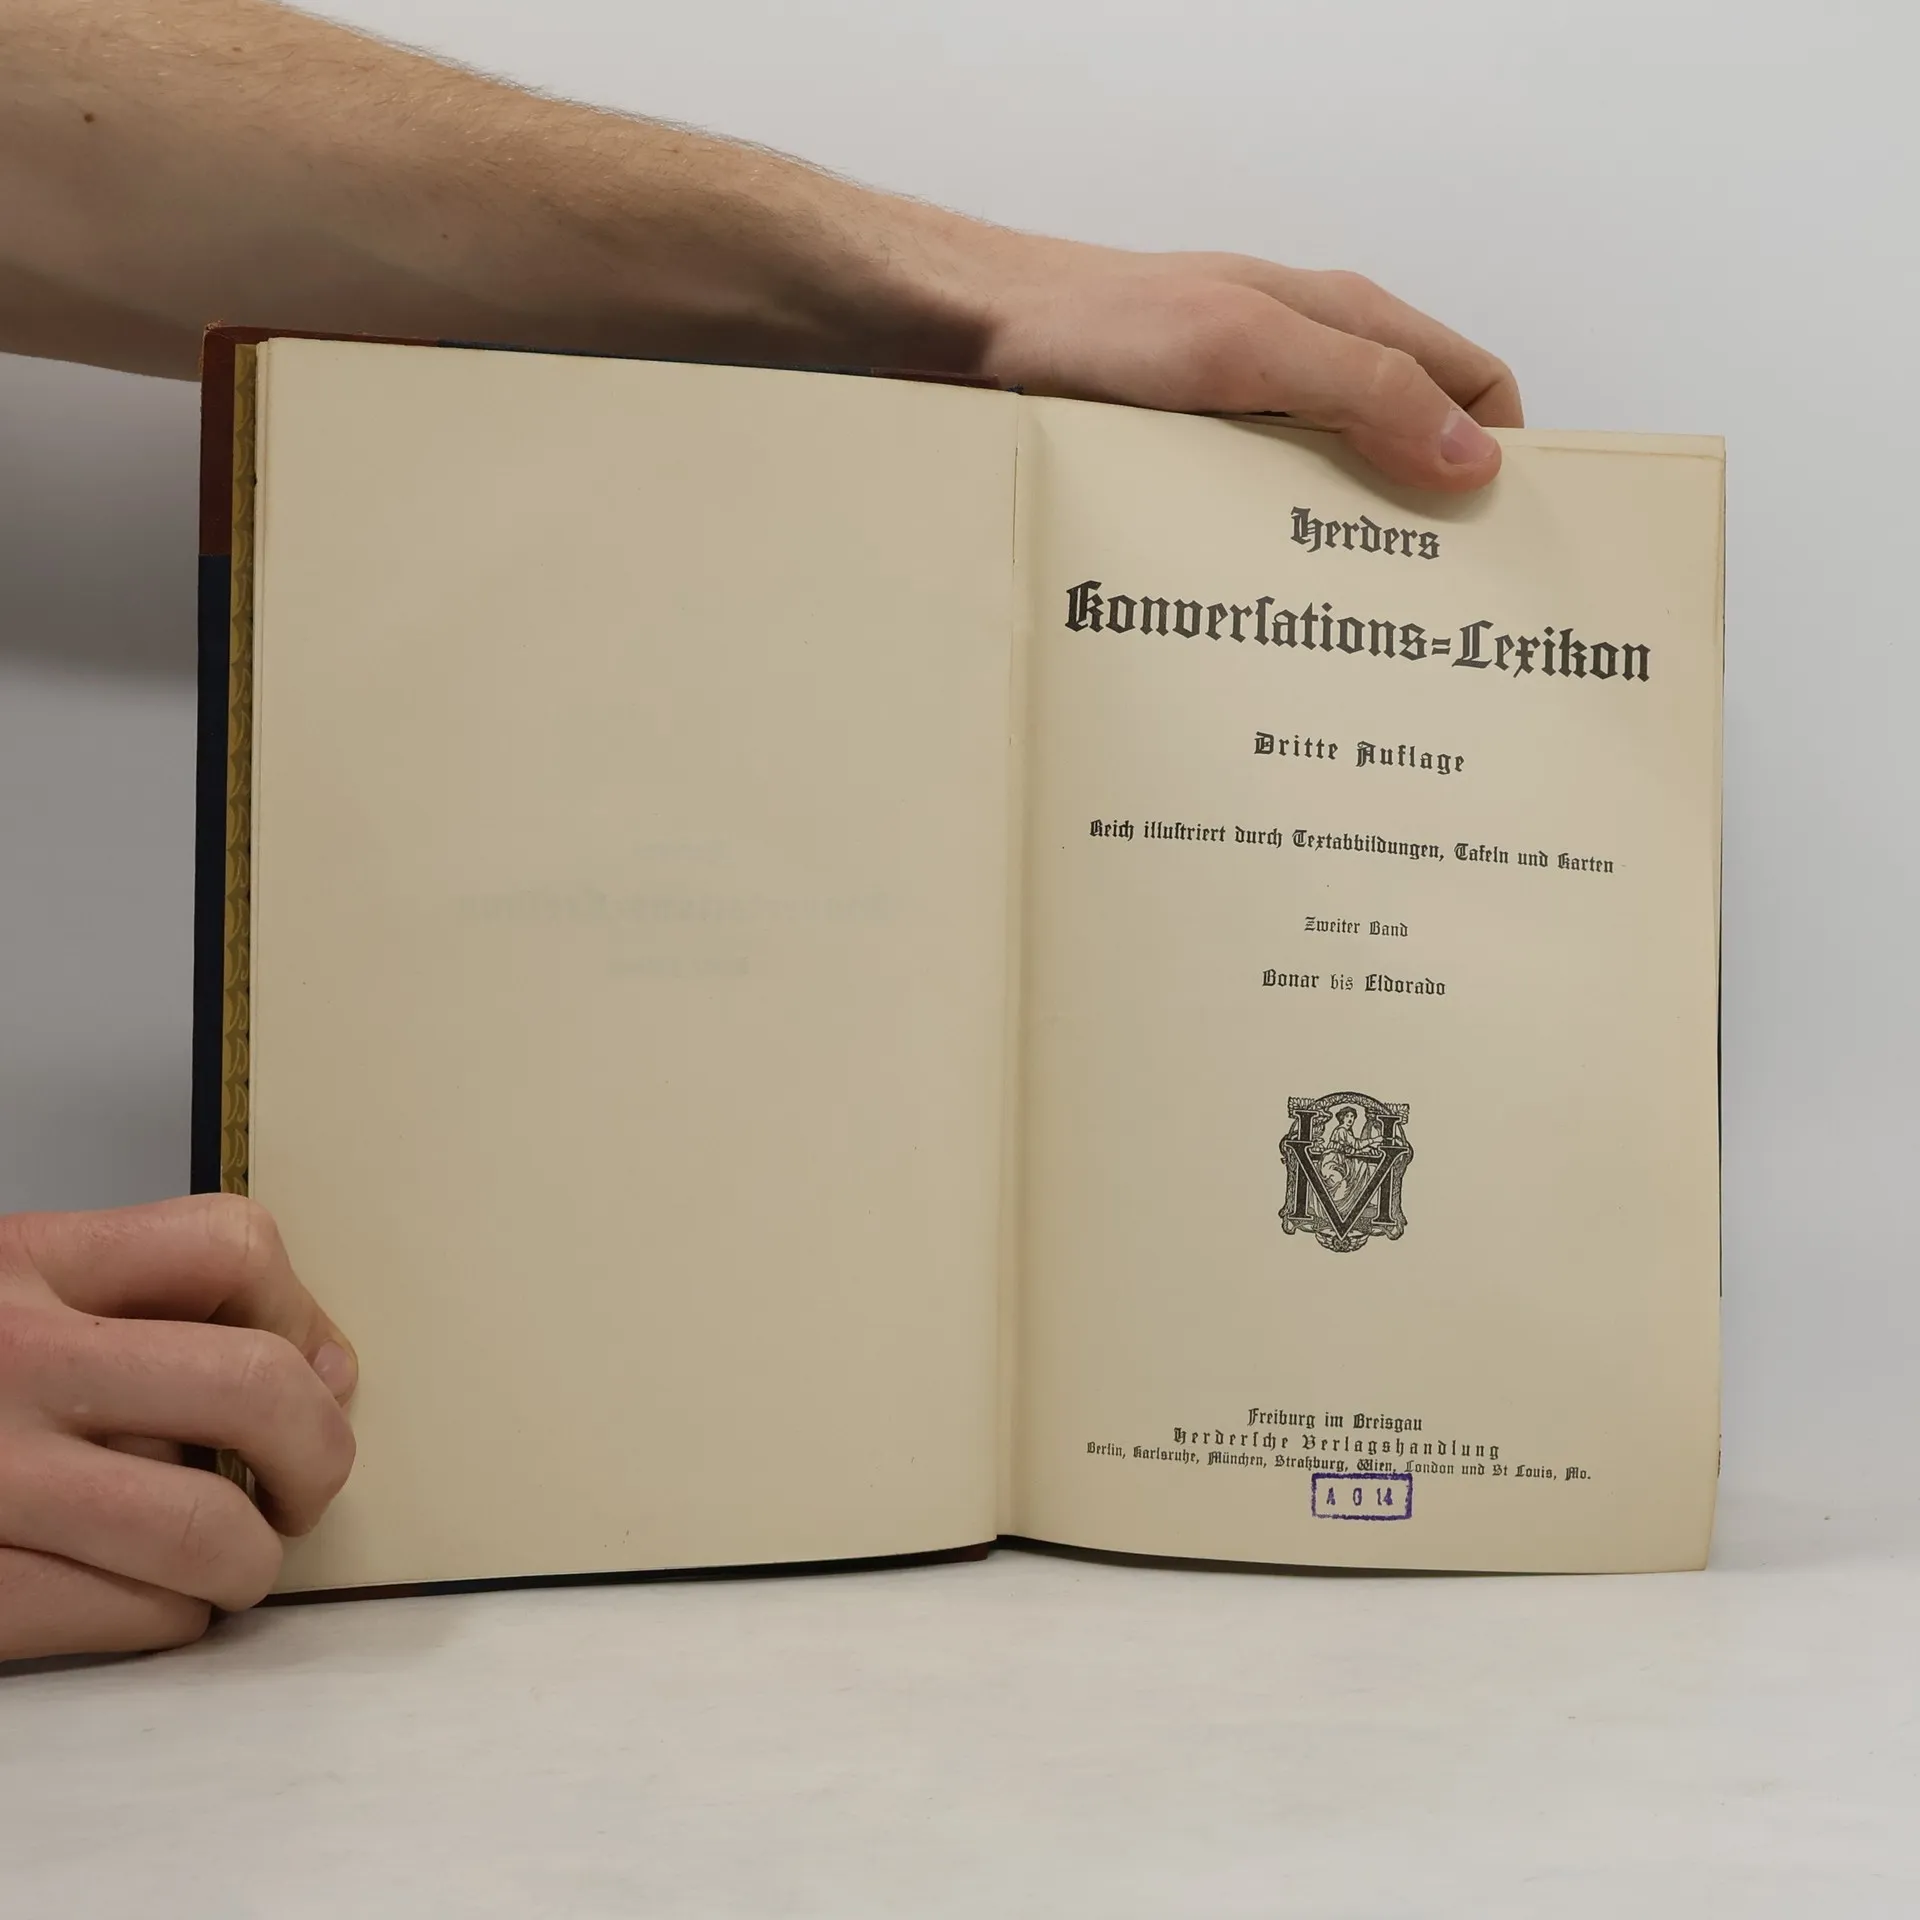 Herders
Konverſations=Lexikon
Dritte Auflage
Reich illuſtriert durch Textabbildungen, Tafeln und Karten
Zweiter Band
Bonar bis Eldorado
HV
Freiburg im Breisgau
Herderſche Verlagshandlung
Berlin, Karlsruhe, München, Straßburg, Wien, London und St Louis, Mo.
A G 14